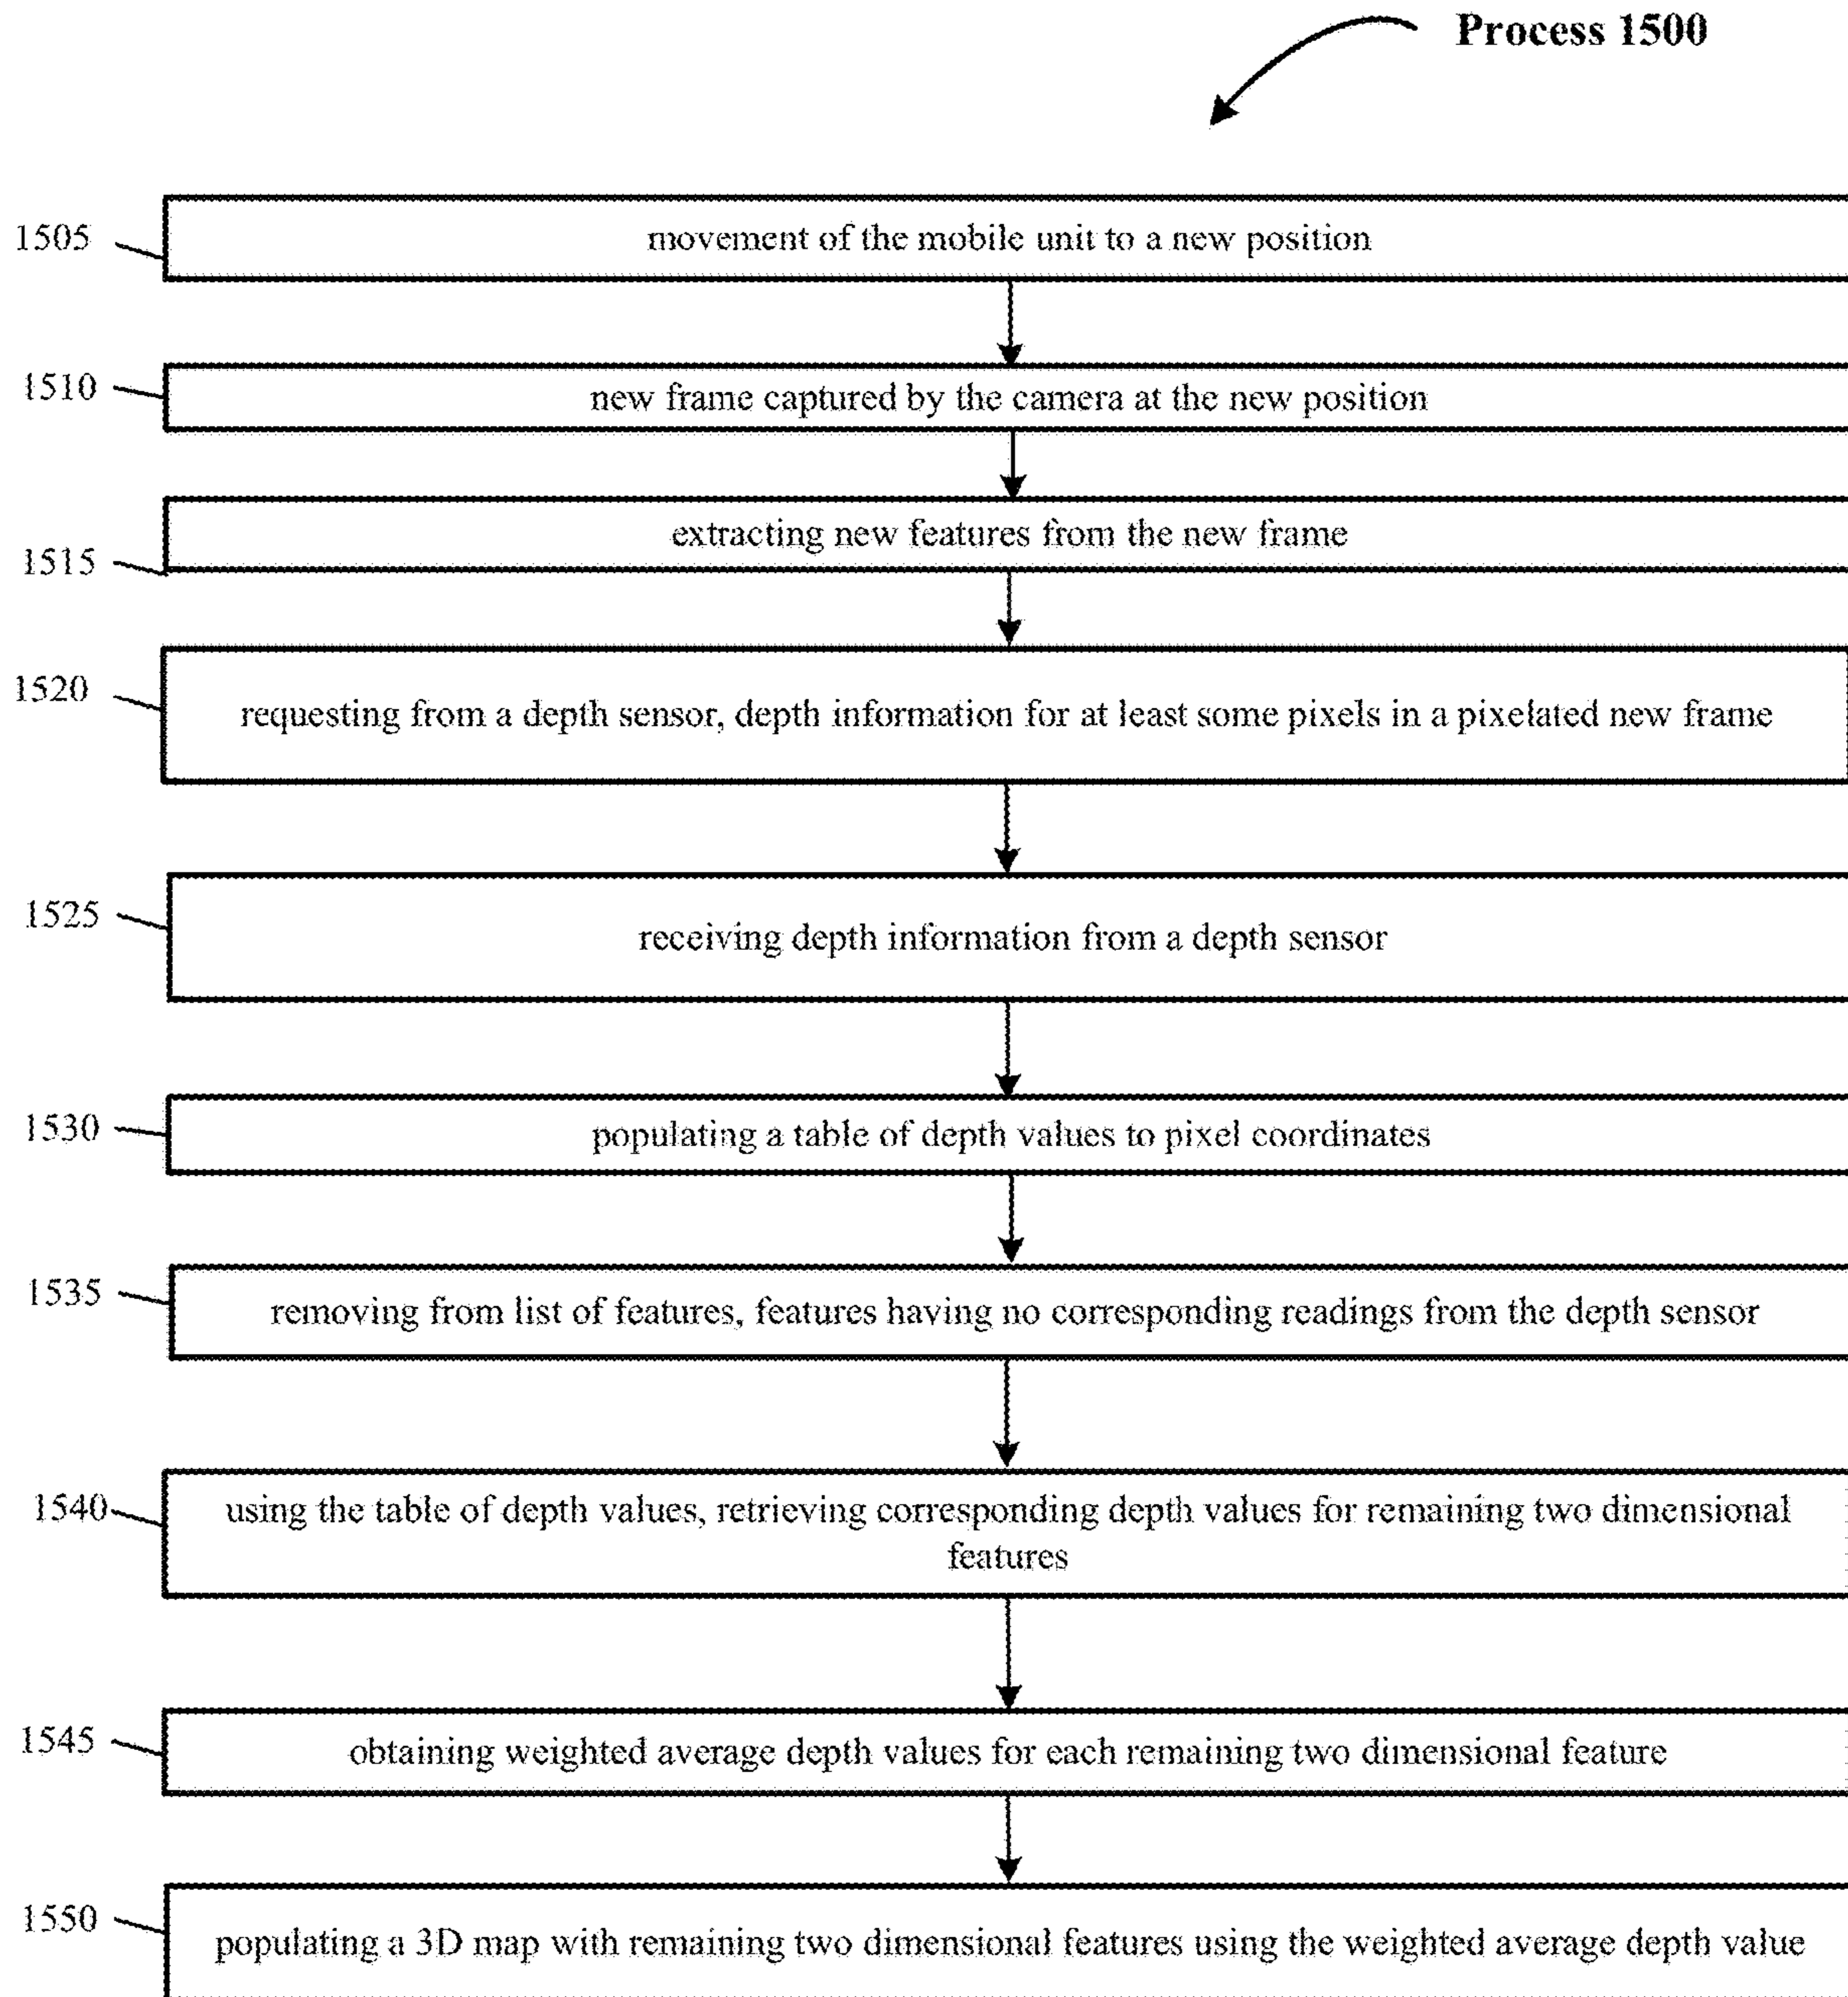 Process 1500
1505
movement of the mobile unit to a new position
1510
new frame captured by the camera at the new position
extracting new features from the new frame
1515
1520
requesting from a depth sensor, depth information for at least some pixels in a pixelated new frame
1525
receiving depth information from a depth sensor
1530
populating a table of depth values to pixel coordinates
1535
removing from list of features, features having no corresponding readings from the depth sensor
1540
using the table of depth values, retrieving corresponding depth values for remaining two dimensional
features
1545
obtaining weighted average depth values for each remaining two dimensional feature
1550
populating a 3D map with remaining two dimensional features using the weighted average depth value